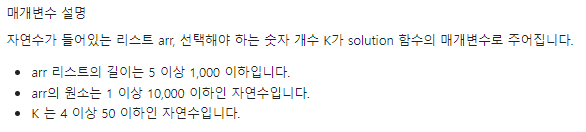 매개변수 설명
자연수가 들어있는 리스트 arr, 선택해야 하는 숫자 개수 K가 solution 함수의 매개변수로 주어집니다.
• arr 리스트의 길이는 5 이상 1,000 이하입니다.
• arr의 원소는 1 이상 10,000 이하인 자연수입니다.
• K 는 4 이상 50 이하인 자연수입니다.